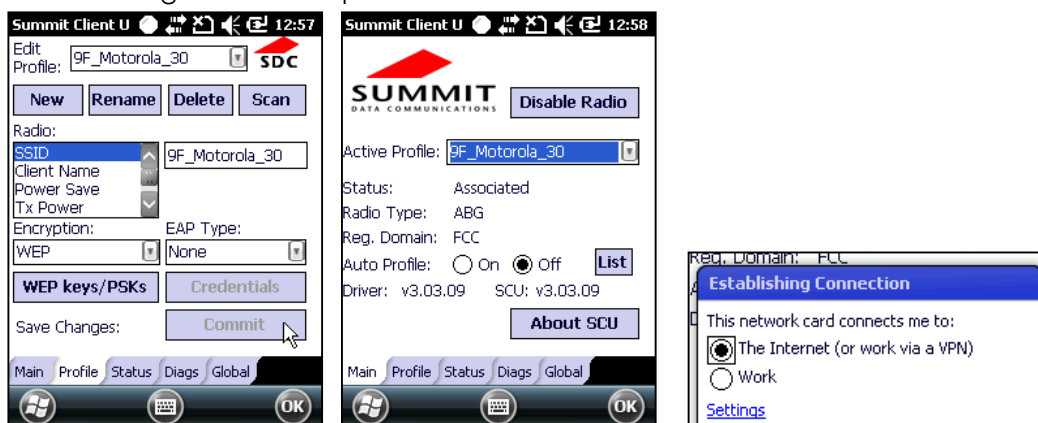 Summit Client U 12:57
Edit
Profile: 9F_Motorola_30 SDC
New Rename Delete Scan
Radio:
SSID 9F_Motorola_30
Client Name
Power Save
Tx Power
Encryption: EAP Type:
WEP None
WEP keys/PSKs Credentials
Save Changes: Commit
Main Profile Status Diags Global
OK
Summit Client U 12:58
SUMMIT
DATA COMMUNICATIONS
Disable Radio
Active Profile: 9F_Motorola_30
Status: Associated
Radio Type: ABG
Reg. Domain: FCC
Auto Profile: On Off List
Driver: v3.03.09 SCU: v3.03.09
About SCU
Main Profile Status Diags Global
OK
Reg. Domain: FCC
Establishing Connection
This network card connects me to:
The Internet (or work via a VPN)
Work
Settings